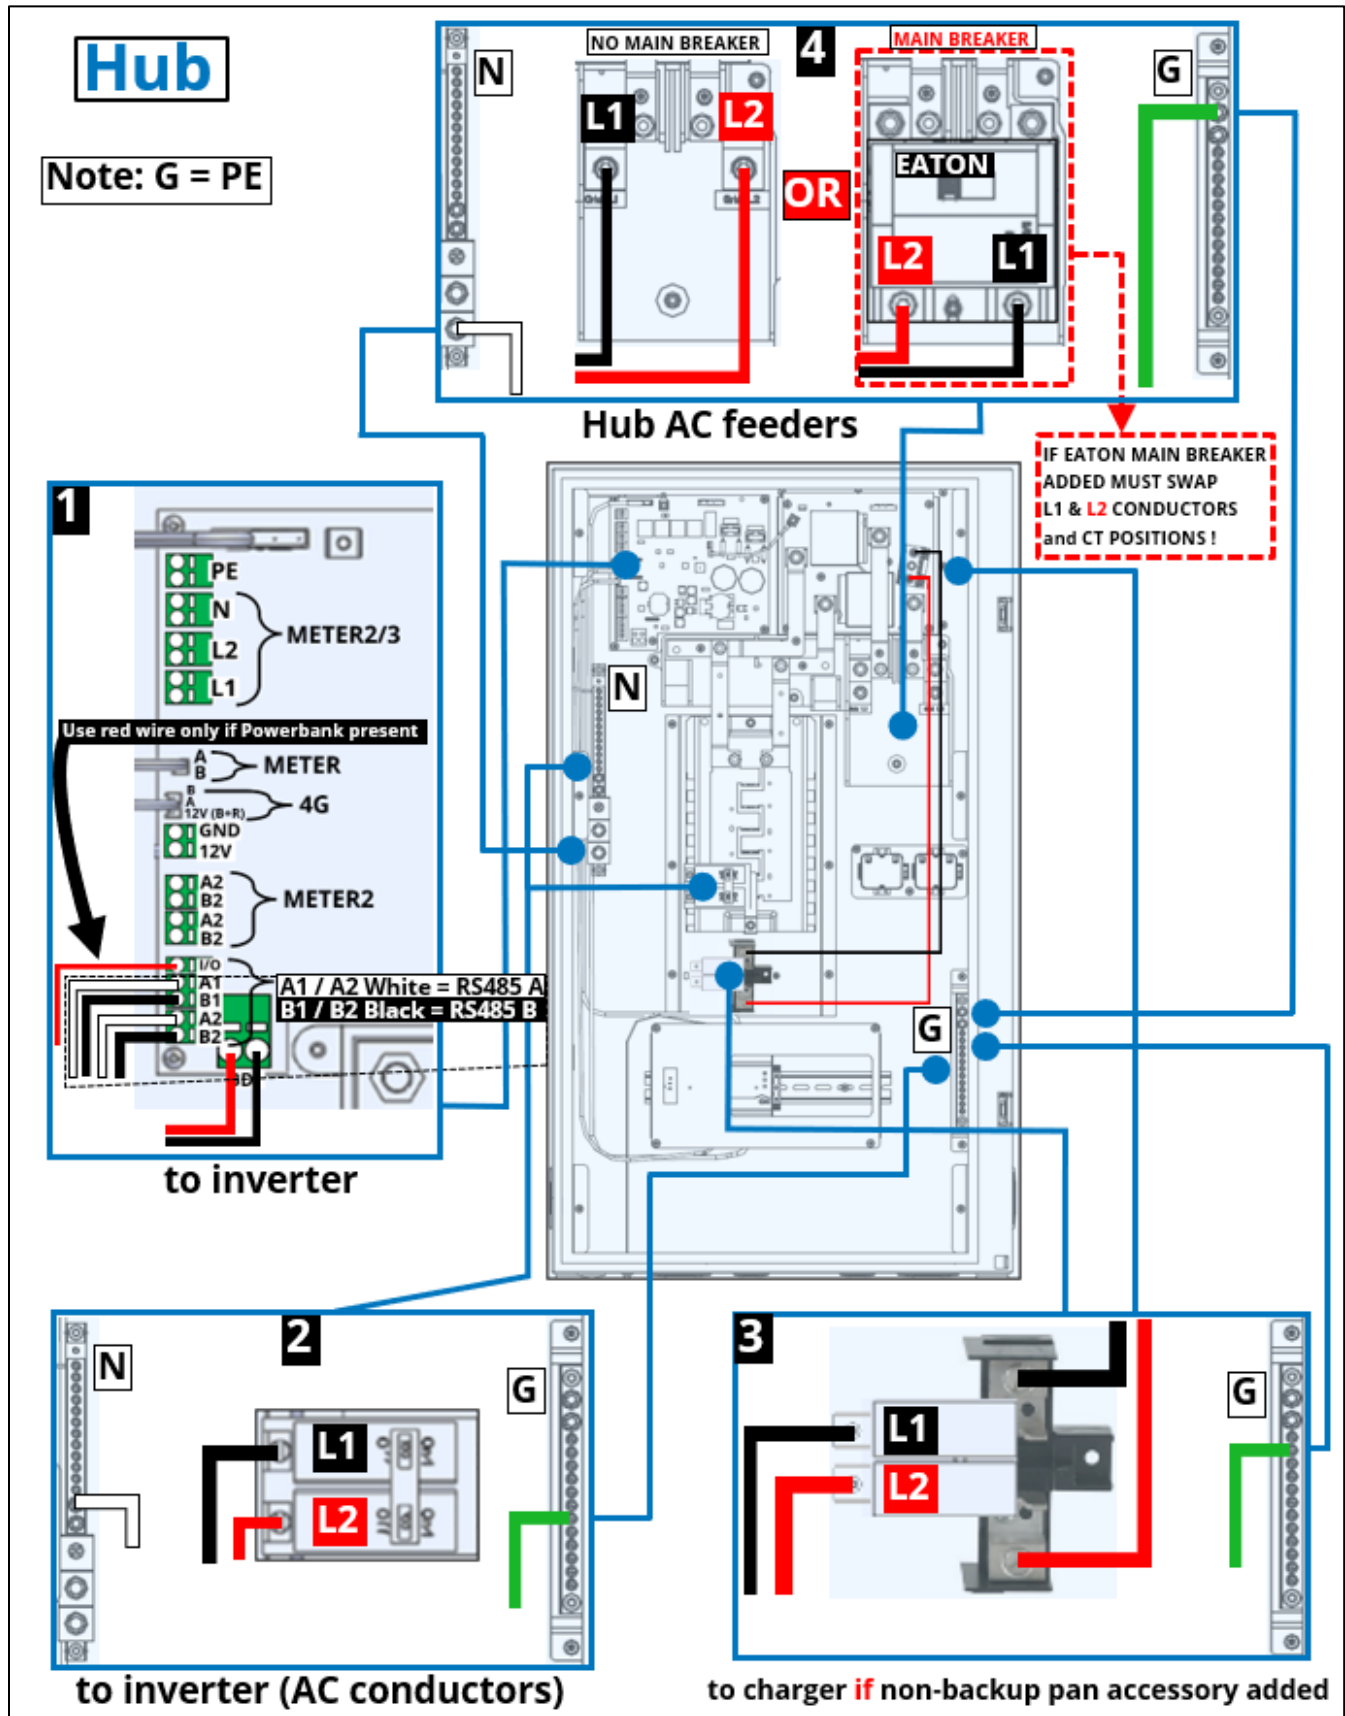 Hub
Note: G = PE
N
NO MAIN BREAKER
4
MAIN BREAKER
G
L1
L2
OR
EATON
L2
L1
Hub AC feeders
IF EATON MAIN BREAKER
ADDED MUST SWAP
L1 & L2 CONDUCTORS
and CT POSITIONS !
1
PE
N
L2
L1
METER2/3
Use red wire only if Powerbank present
A
B
METER
B
A
12V (B+R)
4G
GND
12V
A2
B2
A2
B2
METER2
I/O
A1
B1
A2
B2
A1 / A2 White = RS485 A
B1 / B2 Black = RS485 B
to inverter
N
G
2
N
L1
L2
G
OFF
ON
OFF
ON
to inverter (AC conductors)
3
L1
L2
G
to charger if non-backup pan accessory added